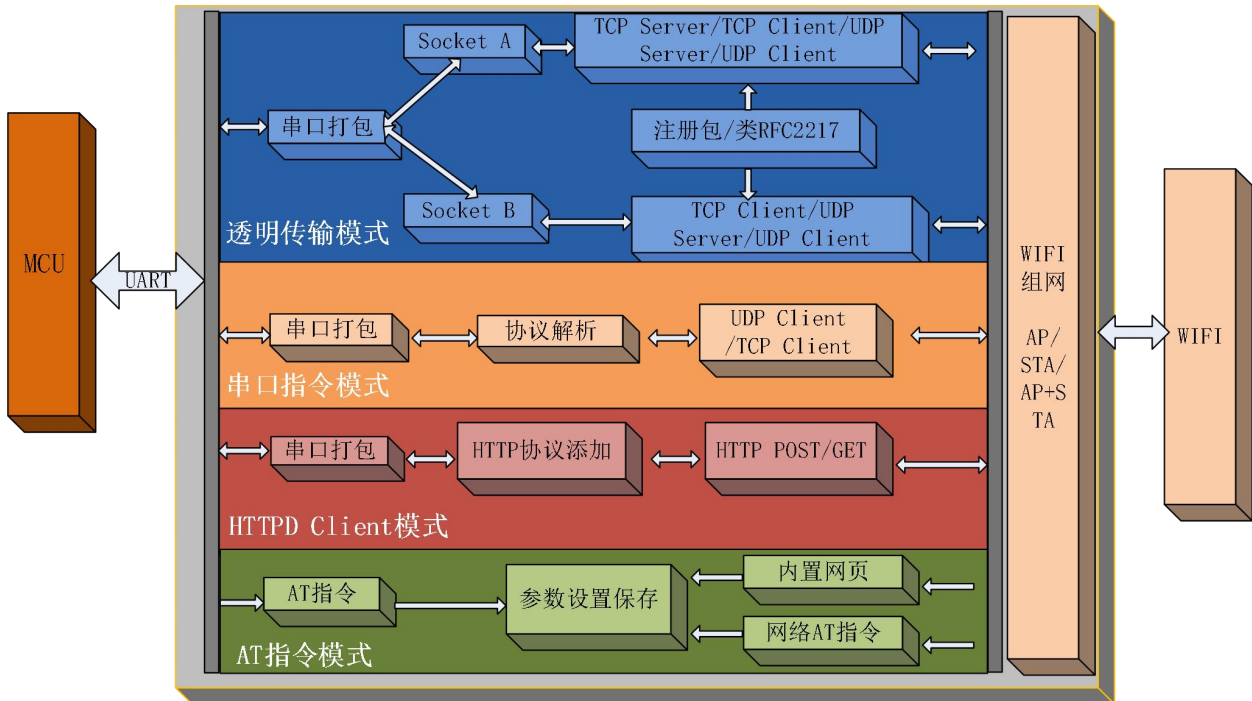 MCU
UART
Socket A
TCP Server/TCP Client/UDP
Server/UDP Client
串口打包
注册包/类RFC2217
Socket B
TCP Client/UDP
Server/UDP Client
透明传输模式
串口打包
协议解析
UDP Client
/TCP Client
串口指令模式
串口打包
HTTP协议添加
HTTP POST/GET
HTTPD Client模式
AT指令
参数设置保存
内置网页
网络AT指令
AT指令模式
WIFI
组网
AP/
STA/
AP+S
TA
WIFI